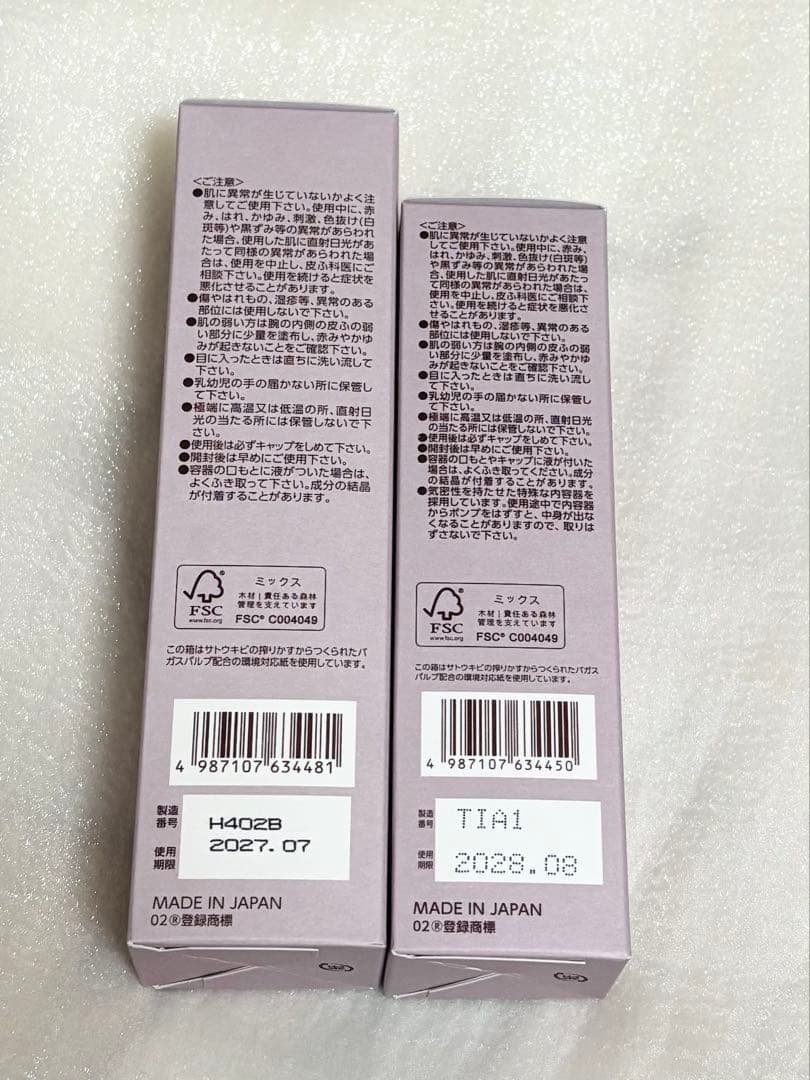 <ご注意>
●肌に異常が生じていないかよく注
意してご使用下さい。使用中に、赤
み、はれ、かゆみ、刺激、色抜け(白
斑等)や黒ずみ等の異常があらわれ
た場合、使用した肌に直射日光があ
たって同様の異常があらわれた場
合は、使用を中止し、皮ふ科医にご
相談下さい。使用を続けると症状を
悪化させることがあります。
●傷やはれもの、湿疹等、異常のある
部位には使用しないで下さい。
●肌の弱い方は腕の内側の皮ふの弱
い部分に少量を塗布し、赤みやかゆ
みが起きないことをご確認下さい。
●目に入ったときは直ちに洗い流し
て下さい。
●乳幼児の手の届かない所に保管し
て下さい。
●極端に高温又は低温の所、直射日
光の当たる所には保管しないで下
さい。
●使用後は必ずキャップをしめて下さい。
●開封後は早めにご使用下さい。
●容器の口もとに液がついた場合は、
よくふき取って下さい。成分の結晶
が付着することがあります。
FSC
www.fsc.org
ミックス
木材|責任ある森林
管理を支えています
FSC® C004049
この箱はサトウキビの搾りかすからつくられたバ
ガスパルプ配合の環境対応紙を使用しています。
4 987107 634481
製造
番号
H402B
使用
期限
2027.07
MADE IN JAPAN
02®登録商標
<ご注意>
●肌に異常が生じていないかよく注意
してご使用下さい。使用中に、赤み、
はれ、かゆみ、刺激、色抜け(白斑等)
や黒ずみ等の異常があらわれた場
合、使用した肌に直射日光があたっ
て同様の異常があらわれた場合は、
使用を中止し、皮ふ科医にご相談下
さい。使用を続けると症状を悪化さ
せることがあります。
●傷やはれもの、湿疹等、異常のある
部位には使用しないで下さい。
●肌の弱い方は腕の内側の皮ふの弱
い部分に少量を塗布し、赤みやかゆ
みが起きないことをご確認下さい。
●目に入ったときは直ちに洗い流し
て下さい。
●乳幼児の手の届かない所に保管し
て下さい。
●極端に高温又は低温の所、直射日光
の当たる所には保管しないで下さい。
●使用後は必ずキャップをしめて下さい。
●開封後は早めにご使用下さい。
●容器の口もとやキャップに液が付いた
場合は、よくふき取ってください。成分
の結晶が付着することがあります。
●気密性を持たせた特殊な内容器を
採用しています。使用途中で内容器
からポンプをはずすと、中身が出な
くなることがありますので、取りは
ずさないで下さい。
FSC
www.fsc.org
ミックス
木材|責任ある森林
管理を支えています
FSC® C004049
この箱はサトウキビの搾りかすからつくられたバガス
パルプ配合の環境対応紙を使用しています。
4 987107 634450
製造
番号
TIA1
使用
期限
2028.08
MADE IN JAPAN
02®登録商標